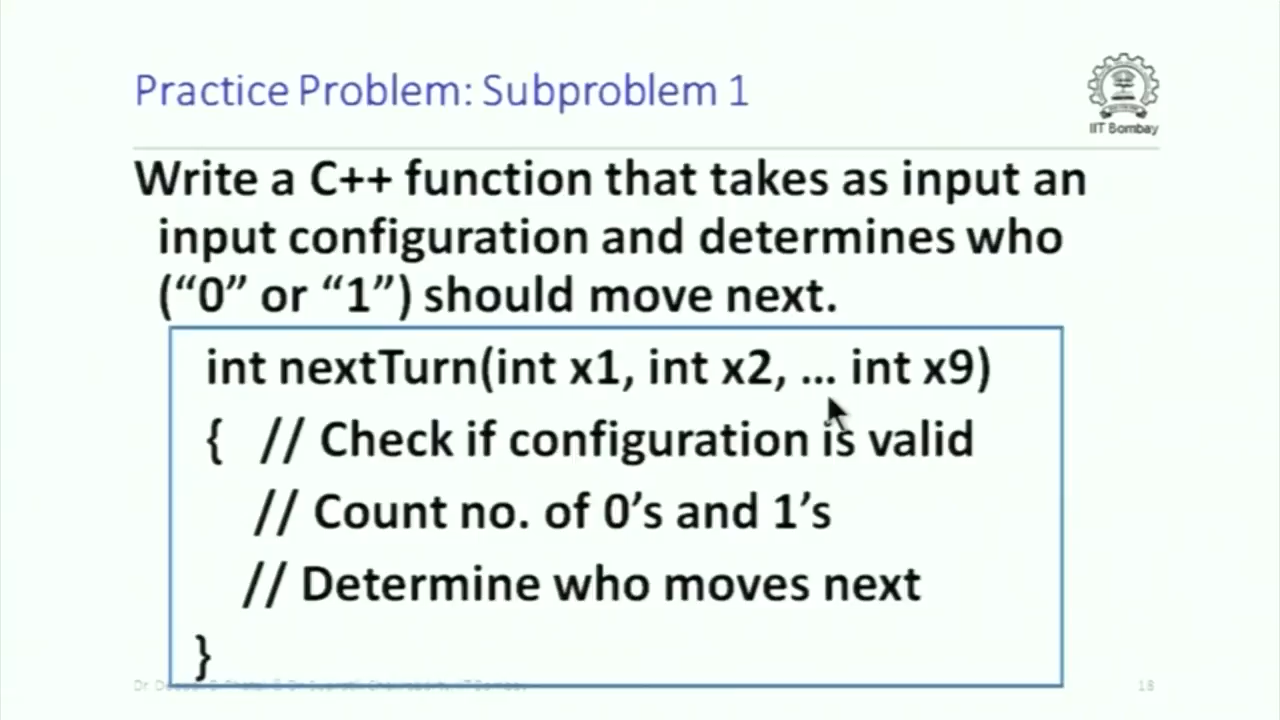 Practice Problem: Subproblem 1
IIT Bombay
Write a C++ function that takes as input an
input configuration and determines who
(“0” or “1”) should move next.
int nextTurn(int x1, int x2, … int x9)
{ // Check if configuration is valid
// Count no. of 0’s and 1’s
// Determine who moves next
}
18